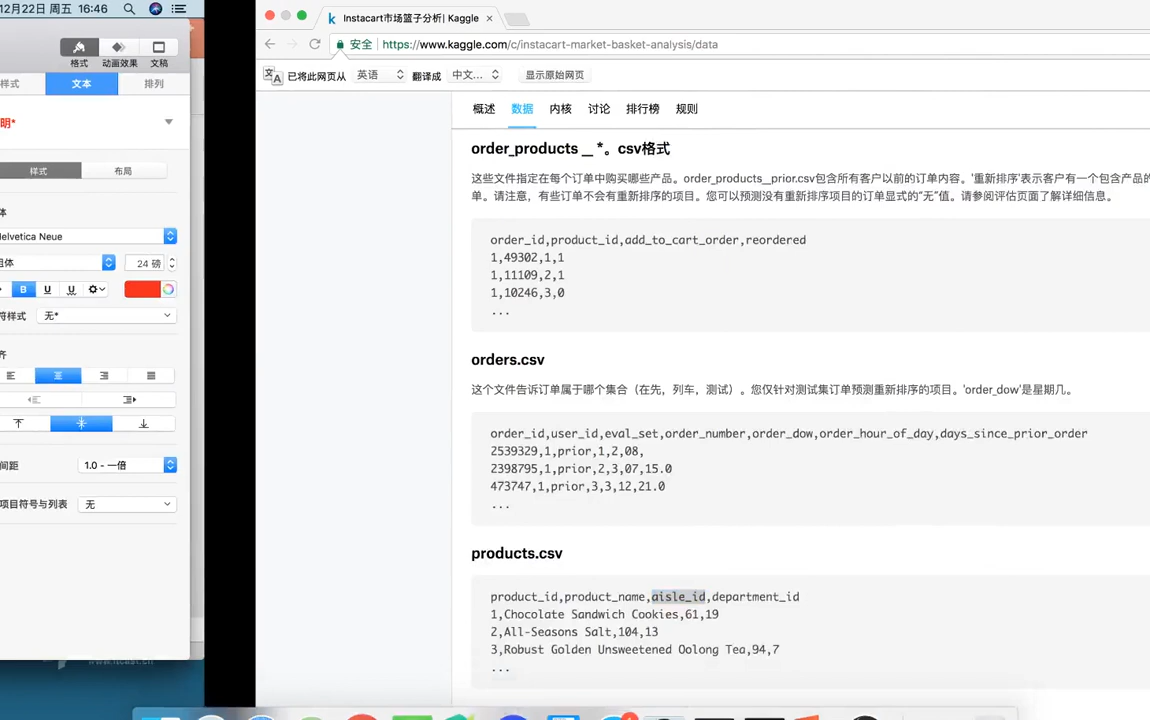 12月22日 周五 16:46
格式 动画效果 文稿
样式 文本 排列
明*
样式 布局
体
Helvetica Neue
粗体 24 磅
B U U
符样式 无*
齐
间距 1.0 - 一倍
项目符号与列表 无
www.itcast.cn
Instacart市场篮子分析| Kaggle
安全 https://www.kaggle.com/c/instacart-market-basket-analysis/data
已将此网页从 英语 翻译成 中文... 显示原始网页
概述 数据 内核 讨论 排行榜 规则
order_products __ *。csv格式
这些文件指定在每个订单中购买哪些产品。order_products__prior.csv包含所有客户以前的订单内容。'重新排序'表示客户有一个包含产品的
单。请注意，有些订单不会有重新排序的项目。您可以预测没有重新排序项目的订单显式的“无”值。请参阅评估页面了解详细信息。
order_id,product_id,add_to_cart_order,reordered
1,49302,1,1
1,11109,2,1
1,10246,3,0
...
orders.csv
这个文件告诉订单属于哪个集合（在先，列车，测试）。您仅针对测试集订单预测重新排序的项目。'order_dow'是星期几。
order_id,user_id,eval_set,order_number,order_dow,order_hour_of_day,days_since_prior_order
2539329,1,prior,1,2,08,
2398795,1,prior,2,3,07,15.0
473747,1,prior,3,3,12,21.0
...
products.csv
product_id,product_name,aisle_id,department_id
1,Chocolate Sandwich Cookies,61,19
2,All-Seasons Salt,104,13
3,Robust Golden Unsweetened Oolong Tea,94,7
...